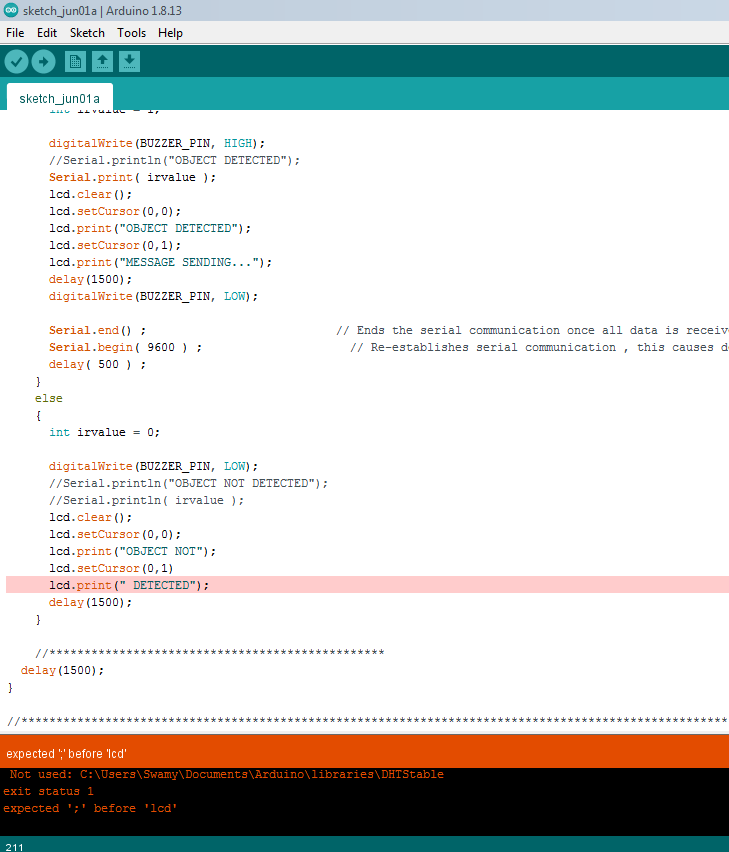 sketch_jun01a | Arduino 1.8.13
File Edit Sketch Tools Help
sketch_jun01a
int irvalue = 1;
digitalWrite(BUZZER_PIN, HIGH);
//Serial.println("OBJECT DETECTED");
Serial.print( irvalue );
lcd.clear();
lcd.setCursor(0,0);
lcd.print("OBJECT DETECTED");
lcd.setCursor(0,1);
lcd.print("MESSAGE SENDING...");
delay(1500);
digitalWrite(BUZZER_PIN, LOW);
Serial.end() ; // Ends the serial communication once all data is receiv
Serial.begin( 9600 ) ; // Re-establishes serial communication , this causes d
delay( 500 ) ;
}
else
{
int irvalue = 0;
digitalWrite(BUZZER_PIN, LOW);
//Serial.println("OBJECT NOT DETECTED");
//Serial.println( irvalue );
lcd.clear();
lcd.setCursor(0,0);
lcd.print("OBJECT NOT");
lcd.setCursor(0,1)
lcd.print(" DETECTED");
delay(1500);
}
//************************************************
delay(1500);
}
//*****************************************************************************************************
expected ';' before 'lcd'
Not used: C:\Users\Swamy\Documents\Arduino\libraries\DHTStable
exit status 1
expected ';' before 'lcd'
211